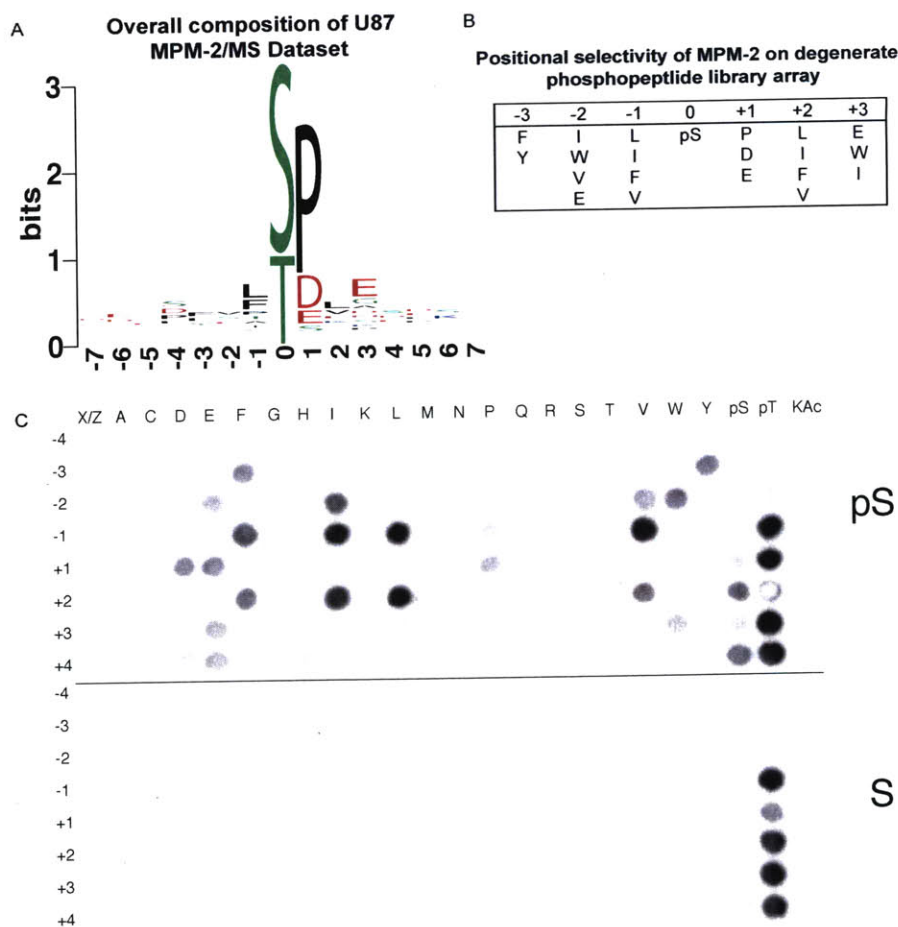 A
Overall composition of U87
MPM-2/MS Dataset
bits
3
2
1
0
S
T
P
D
E
L
F
E
-7 -6 -5 -4 -3 -2 -1 0 1 2 3 4 5 6 7
B
Positional selectivity of MPM-2 on degenerate
phosphopeptlide library array
-3 -2 -1 0 +1 +2 +3
F I L pS P L E
Y W I D I W
V F E F I
E V V
C
X/Z A C D E F G H I K L M N P Q R S T V W Y pS pT KAc
-4
-3
-2
-1
+1
+2
+3
+4
pS
-4
-3
-2
-1
+1
+2
+3
+4
S